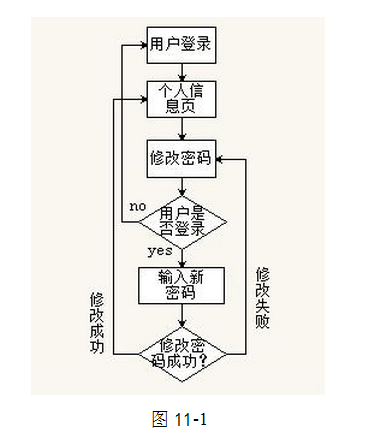 用户登录
个人信
息页
修改密码
no
用户是
否登录
yes
输入新
密码
修改成功
修改失败
修改密
码成功?
图 11-1